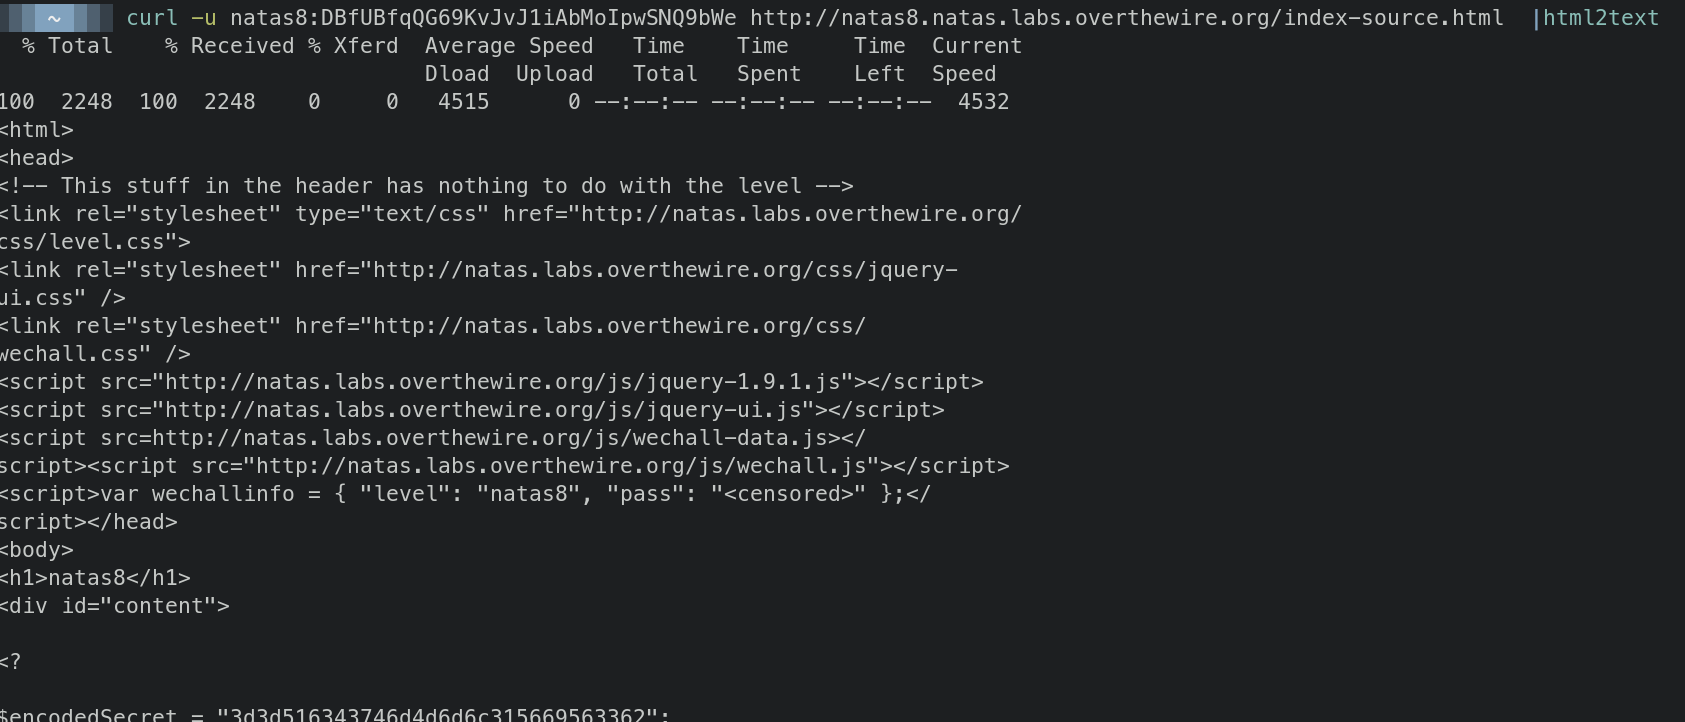 ~ curl -u natas8:DBfUBfqQG69KvJvJ1iAbMoIpwSNQ9bWe http://natas8.natas.labs.overthewire.org/index-source.html |html2text
% Total % Received % Xferd Average Speed Time Time Time Current
Dload Upload Total Spent Left Speed
100 2248 100 2248 0 0 4515 0 --:--:-- --:--:-- --:--:-- 4532
<html>
<head>
<!-- This stuff in the header has nothing to do with the level -->
<link rel="stylesheet" type="text/css" href="http://natas.labs.overthewire.org/
css/level.css">
<link rel="stylesheet" href="http://natas.labs.overthewire.org/css/jquery-
ui.css" />
<link rel="stylesheet" href="http://natas.labs.overthewire.org/css/
wechall.css" />
<script src="http://natas.labs.overthewire.org/js/jquery-1.9.1.js"></script>
<script src="http://natas.labs.overthewire.org/js/jquery-ui.js"></script>
<script src=http://natas.labs.overthewire.org/js/wechall-data.js></
script><script src="http://natas.labs.overthewire.org/js/wechall.js"></script>
<script>var wechallinfo = { "level": "natas8", "pass": "<censored>" };</
script></head>
<body>
<h1>natas8</h1>
<div id="content">
<?
$encodedSecret = "3d3d516343746d4d6d6c315669563362";